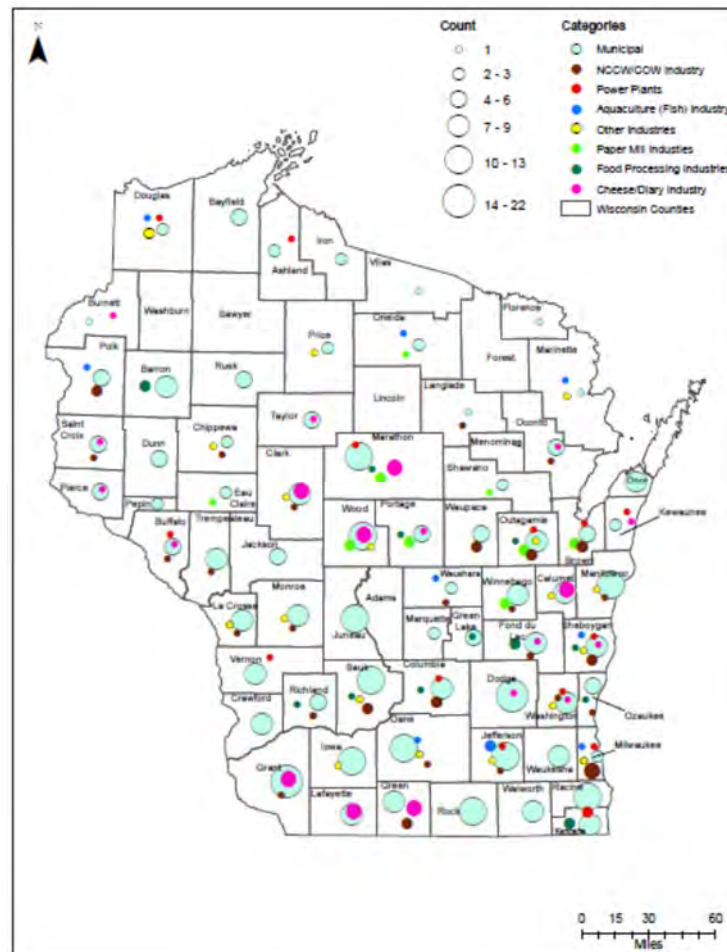 N
Count
1
2 - 3
4 - 6
7 - 9
10 - 13
14 - 22
Categories
Municipal
NCCW/COW Industry
Power Plants
Aquaculture (Fish) Industry
Other Industries
Paper Mill Industies
Food Processing Industries
Cheese/Diary Industry
Wisconsin Counties
Douglas
Bayfield
Iron
Ashland
Vilas
Burnett
Washburn
Sawyer
Florence
Oneida
Price
Forest
Marinette
Polk
Barron
Rusk
Lincoln
Langlade
Taylor
Oconto
Saint
Croix
Chippewa
Dunn
Marathon
Menominee
Clark
Shawano
Pierce
Eau
Claire
Door
Pepin
Wood
Portage
Waupaca
Outagamie
Kewaunee
Buffalo
Trempealeau
Brown
Jackson
Waushara
Winnebago
Calumet
Manitowoc
Monroe
Adams
La Crosse
Marquette
Green
Lake
Fond du
Lac
Juneau
Sheboygan
Vernon
Columbia
Sauk
Dodge
Richland
Crawford
Washington
Ozaukee
Dane
Jefferson
Milwaukee
Iowa
Waukesha
Grant
Lafayette
Green
Rock
Walworth
Racine
Kenosha
0 15 30 60
Miles